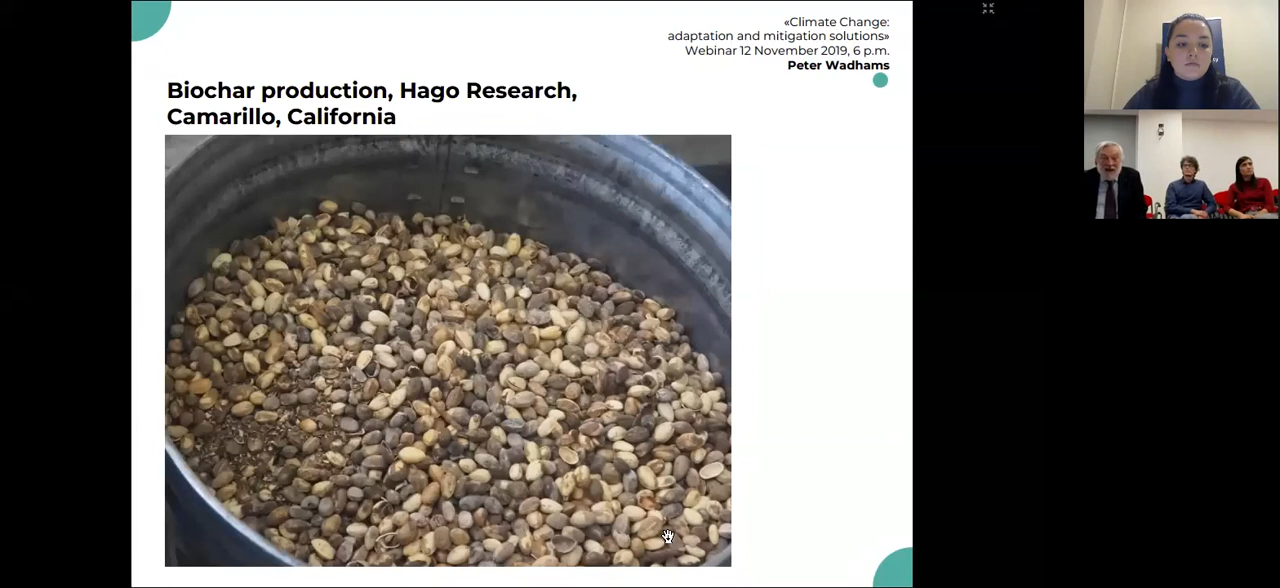 «Climate Change:
adaptation and mitigation solutions»
Webinar 12 November 2019, 6 p.m.
Peter Wadhams
Biochar production, Hago Research,
Camarillo, California